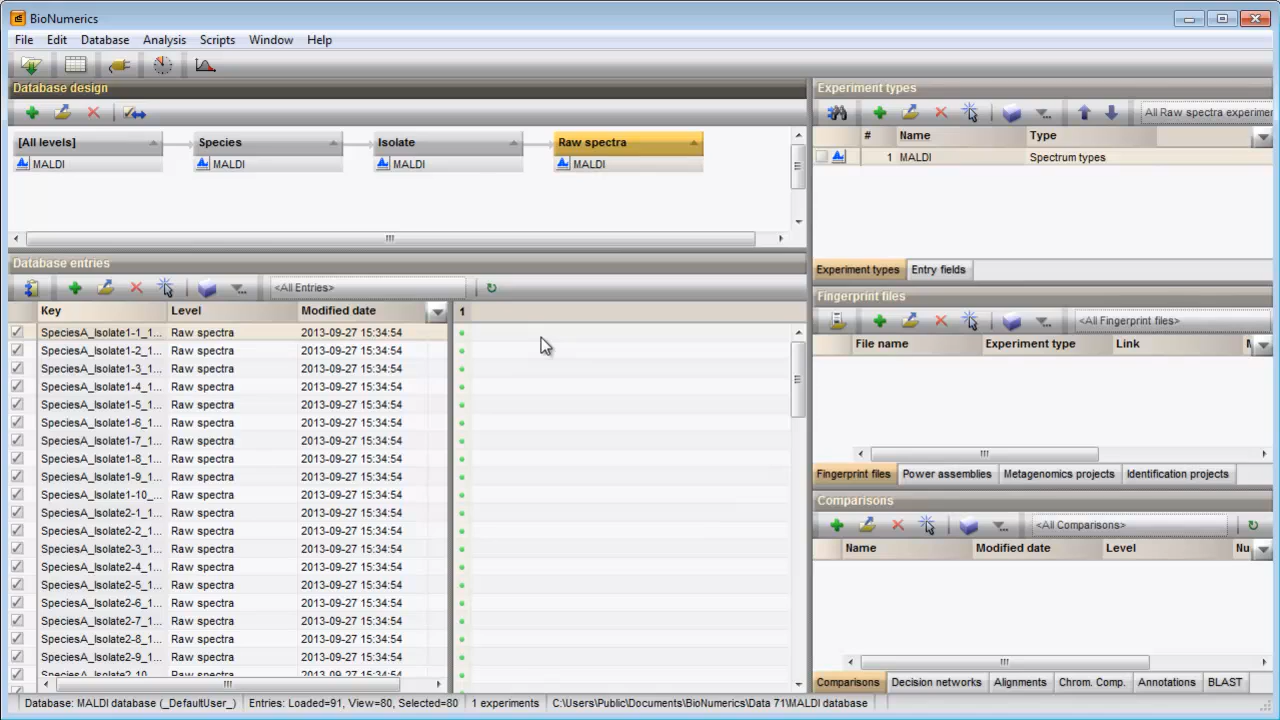 BioNumerics
File Edit Database Analysis Scripts Window Help
Database design
[All levels] Species Isolate Raw spectra
MALDI MALDI MALDI MALDI
Database entries
<All Entries>
Key Level Modified date 1
SpeciesA_Isolate1-1_1... Raw spectra 2013-09-27 15:34:54
SpeciesA_Isolate1-2_1... Raw spectra 2013-09-27 15:34:54
SpeciesA_Isolate1-3_1... Raw spectra 2013-09-27 15:34:54
SpeciesA_Isolate1-4_1... Raw spectra 2013-09-27 15:34:54
SpeciesA_Isolate1-5_1... Raw spectra 2013-09-27 15:34:54
SpeciesA_Isolate1-6_1... Raw spectra 2013-09-27 15:34:54
SpeciesA_Isolate1-7_1... Raw spectra 2013-09-27 15:34:54
SpeciesA_Isolate1-8_1... Raw spectra 2013-09-27 15:34:54
SpeciesA_Isolate1-9_1... Raw spectra 2013-09-27 15:34:54
SpeciesA_Isolate1-10_... Raw spectra 2013-09-27 15:34:54
SpeciesA_Isolate2-1_1... Raw spectra 2013-09-27 15:34:54
SpeciesA_Isolate2-2_1... Raw spectra 2013-09-27 15:34:54
SpeciesA_Isolate2-3_1... Raw spectra 2013-09-27 15:34:54
SpeciesA_Isolate2-4_1... Raw spectra 2013-09-27 15:34:54
SpeciesA_Isolate2-5_1... Raw spectra 2013-09-27 15:34:54
SpeciesA_Isolate2-6_1... Raw spectra 2013-09-27 15:34:54
SpeciesA_Isolate2-7_1... Raw spectra 2013-09-27 15:34:54
SpeciesA_Isolate2-8_1... Raw spectra 2013-09-27 15:34:54
SpeciesA_Isolate2-9_1... Raw spectra 2013-09-27 15:34:54
SpeciesA_Isolate2-10_... Raw spectra 2013-09-27 15:34:54
Experiment types
All Raw spectra experimer
# Name Type
1 MALDI Spectrum types
Experiment types Entry fields
Fingerprint files
<All Fingerprint files>
File name Experiment type Link
Fingerprint files Power assemblies Metagenomics projects Identification projects
Comparisons
<All Comparisons>
Name Modified date Level Nu
Comparisons Decision networks Alignments Chrom. Comp. Annotations BLAST
Database: MALDI database (_DefaultUser_) Entries: Loaded=91, View=80, Selected=80 1 experiments C:\Users\Public\Documents\BioNumerics\Data 71\MALDI database